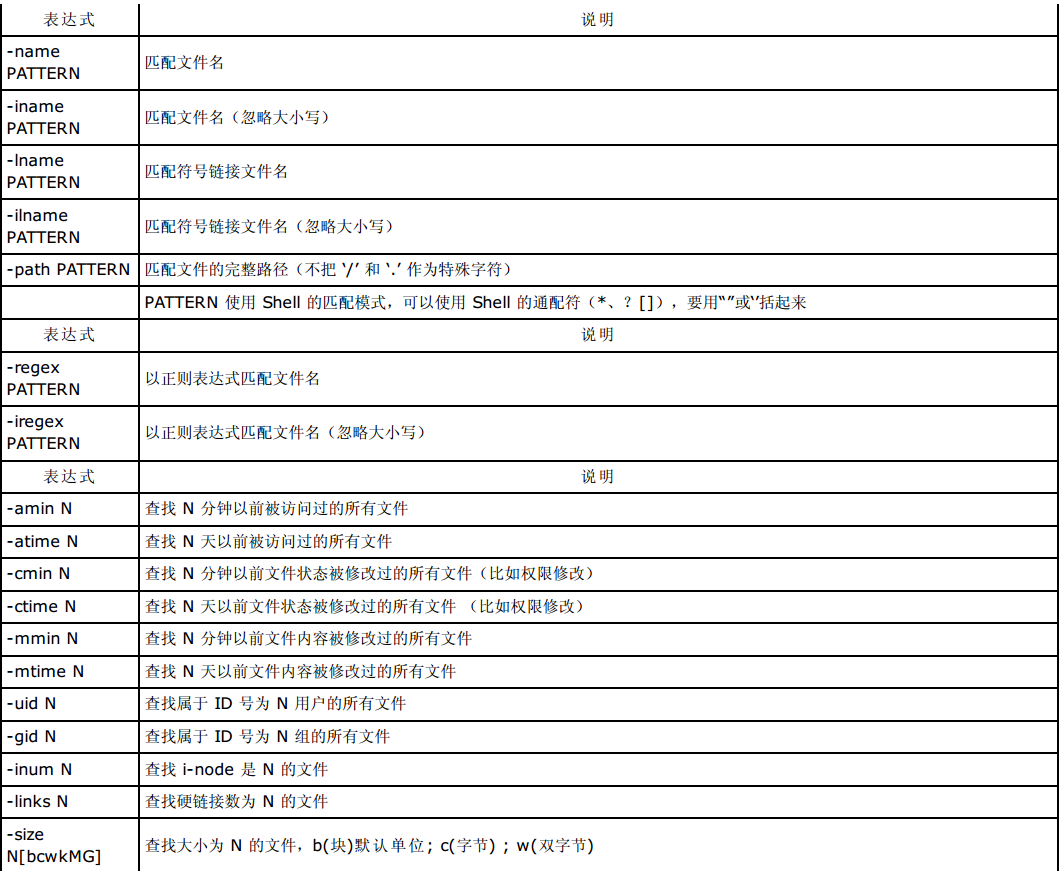 表达式 说明
-name
PATTERN
匹配文件名
-iname
PATTERN
匹配文件名（忽略大小写）
-lname
PATTERN
匹配符号链接文件名
-ilname
PATTERN
匹配符号链接文件名（忽略大小写）
-path PATTERN 匹配文件的完整路径（不把 ‘/’ 和 ‘.’ 作为特殊字符）
PATTERN 使用 Shell 的匹配模式，可以使用 Shell 的通配符（*、? []），要用“”或‘’括起来
表达式 说明
-regex
PATTERN
以正则表达式匹配文件名
-iregex
PATTERN
以正则表达式匹配文件名（忽略大小写）
表达式 说明
-amin N 查找 N 分钟以前被访问过的所有文件
-atime N 查找 N 天以前被访问过的所有文件
-cmin N 查找 N 分钟以前文件状态被修改过的所有文件（比如权限修改）
-ctime N 查找 N 天以前文件状态被修改过的所有文件 （比如权限修改）
-mmin N 查找 N 分钟以前文件内容被修改过的所有文件
-mtime N 查找 N 天以前文件内容被修改过的所有文件
-uid N 查找属于 ID 号为 N 用户的所有文件
-gid N 查找属于 ID 号为 N 组的所有文件
-inum N 查找 i-node 是 N 的文件
-links N 查找硬链接数为 N 的文件
-size
N[bcwkMG]
查找大小为 N 的文件，b(块)默认单位; c(字节) ; w(双字节)